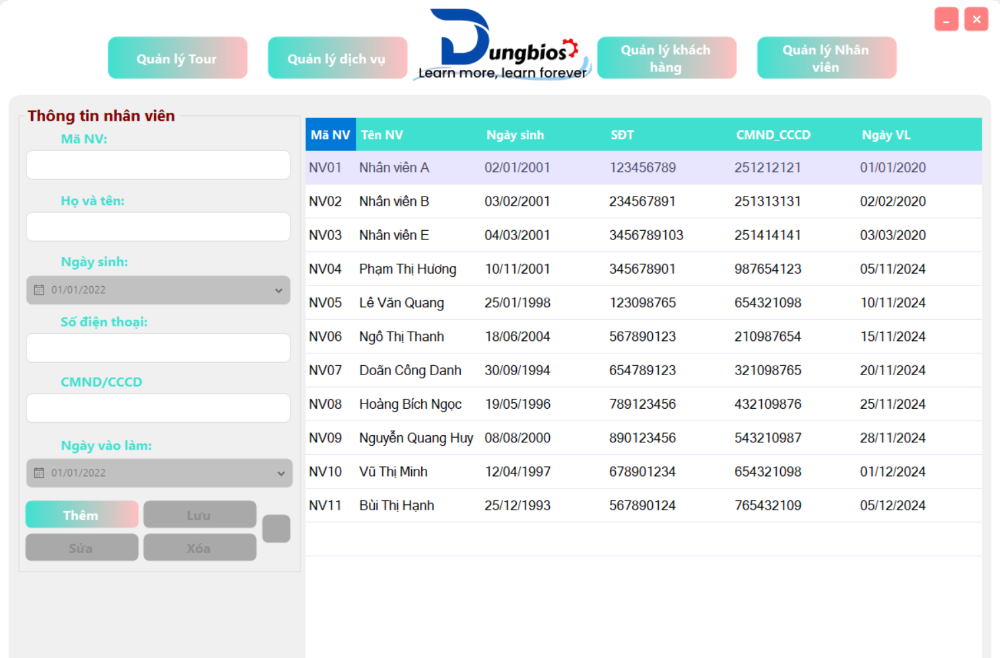 Quản lý Tour
Quản lý dịch vụ
Dungbios
Learn more, learn forever
Quản lý khách
hàng
Quản lý Nhân
viên
Thông tin nhân viên
Mã NV:
Họ và tên:
Ngày sinh:
01/01/2022
Số điện thoại:
CMND/CCCD
Ngày vào làm:
01/01/2022
Thêm
Lưu
Sửa
Xóa
Mã NV Tên NV Ngày sinh SĐT CMND_CCCD Ngày VL
NV01 Nhân viên A 02/01/2001 123456789 251212121 01/01/2020
NV02 Nhân viên B 03/02/2001 234567891 251313131 02/02/2020
NV03 Nhân viên E 04/03/2001 3456789103 251414141 03/03/2020
NV04 Phạm Thị Hương 10/11/2001 345678901 987654123 05/11/2024
NV05 Lê Văn Quang 25/01/1998 123098765 654321098 10/11/2024
NV06 Ngô Thị Thanh 18/06/2004 567890123 210987654 15/11/2024
NV07 Doãn Công Danh 30/09/1994 654789123 321098765 20/11/2024
NV08 Hoàng Bích Ngọc 19/05/1996 789123456 432109876 25/11/2024
NV09 Nguyễn Quang Huy 08/08/2000 890123456 543210987 28/11/2024
NV10 Vũ Thị Minh 12/04/1997 678901234 654321098 01/12/2024
NV11 Bùi Thị Hạnh 25/12/1993 567890124 765432109 05/12/2024